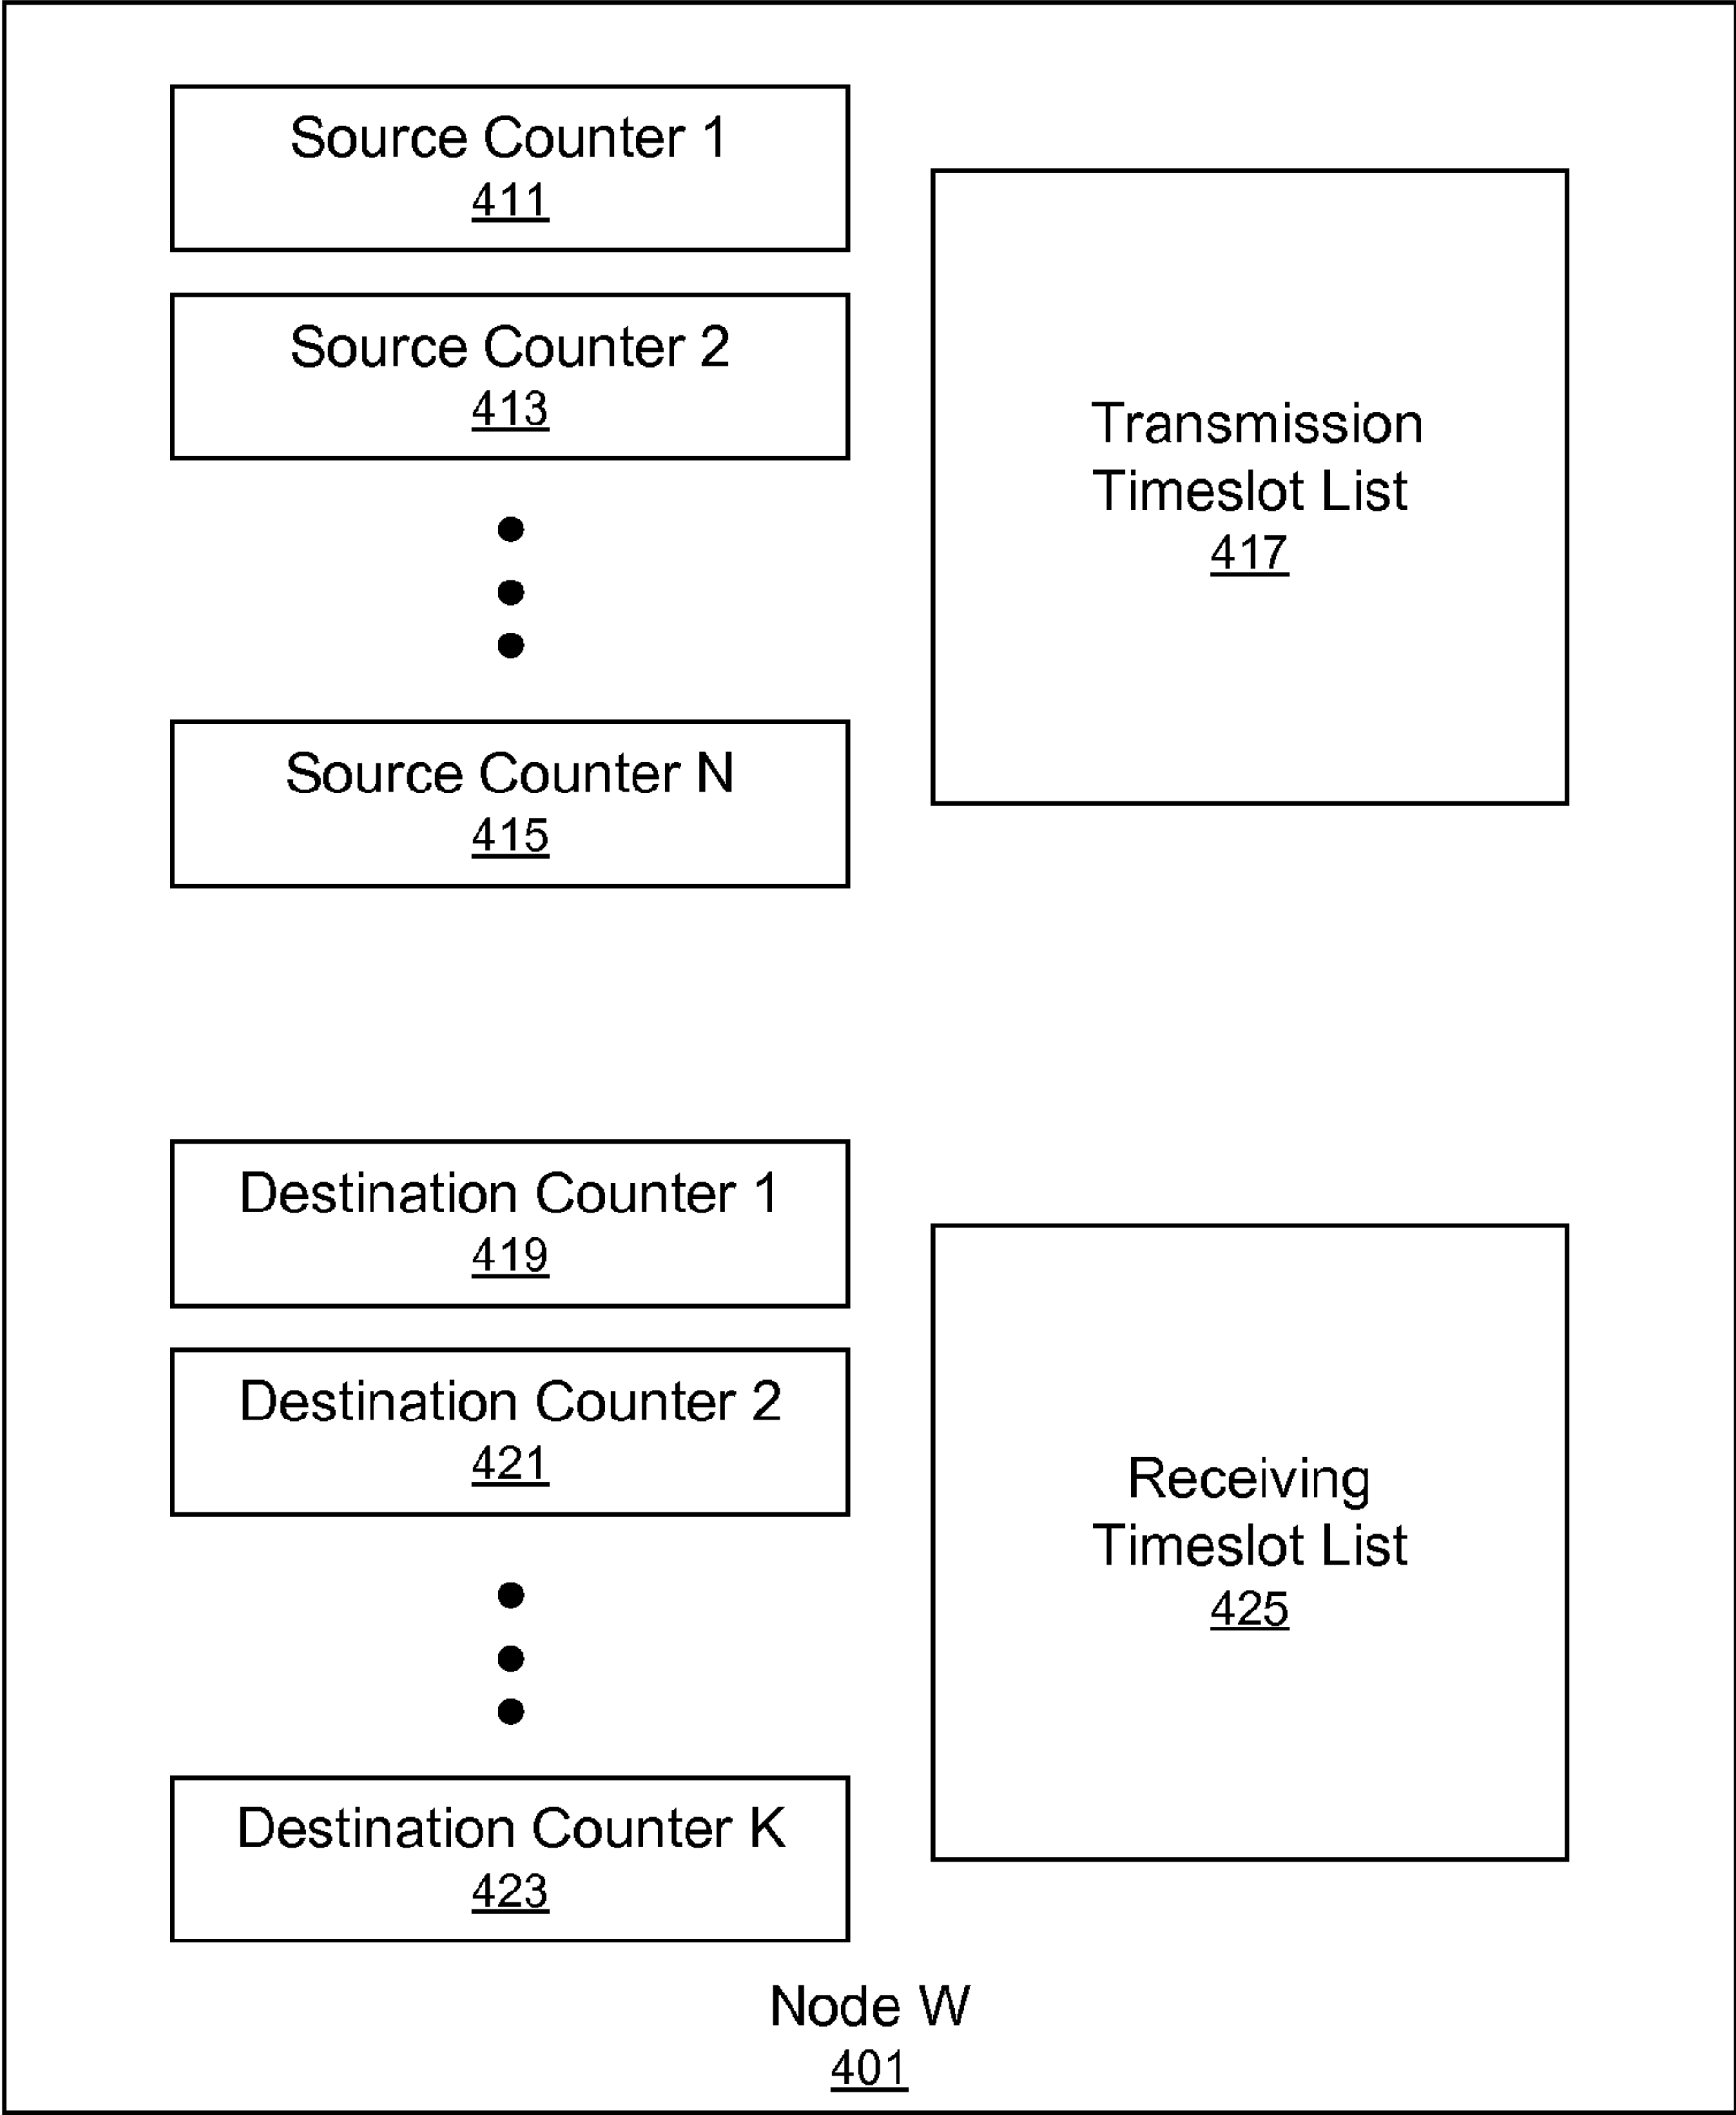 Source Counter 1
411
Source Counter 2
413
Source Counter N
415
Transmission
Timeslot List
417
Destination Counter 1
419
Destination Counter 2
421
Destination Counter K
423
Receiving
Timeslot List
425
Node W
401